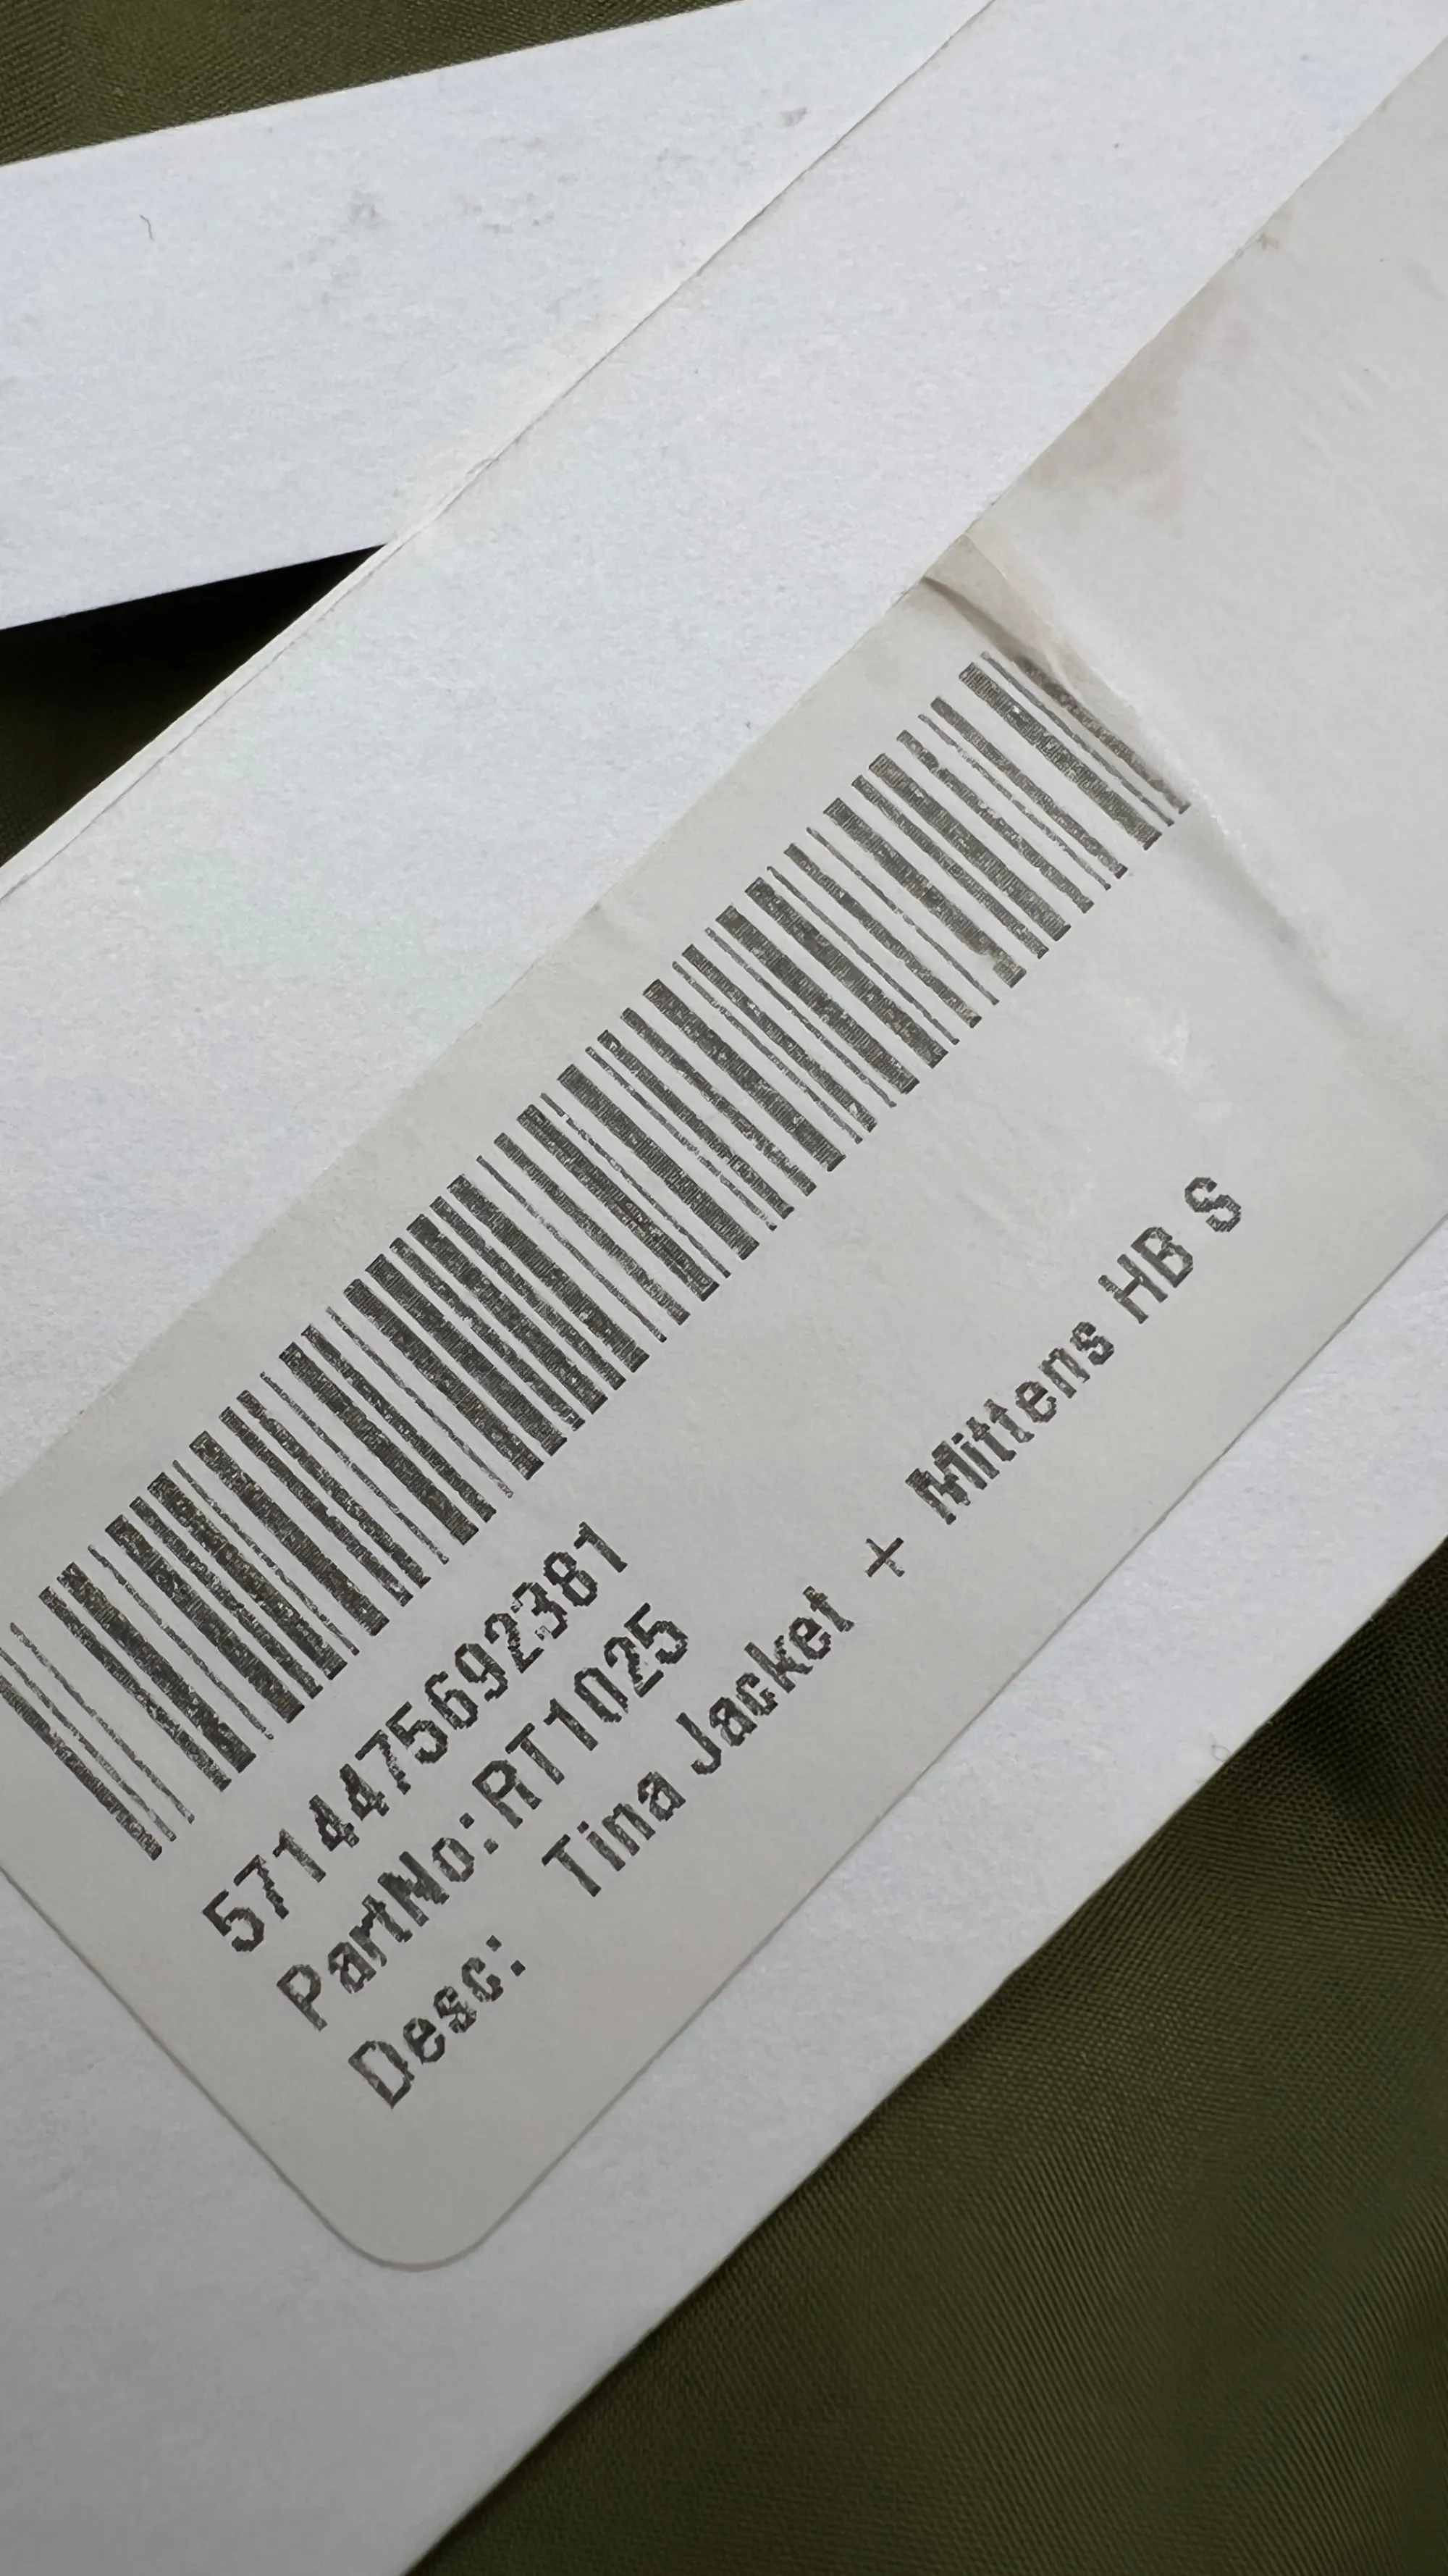 5714475692381
PartNo:RT1025
Desc: Tina Jacket + Mittens HB S